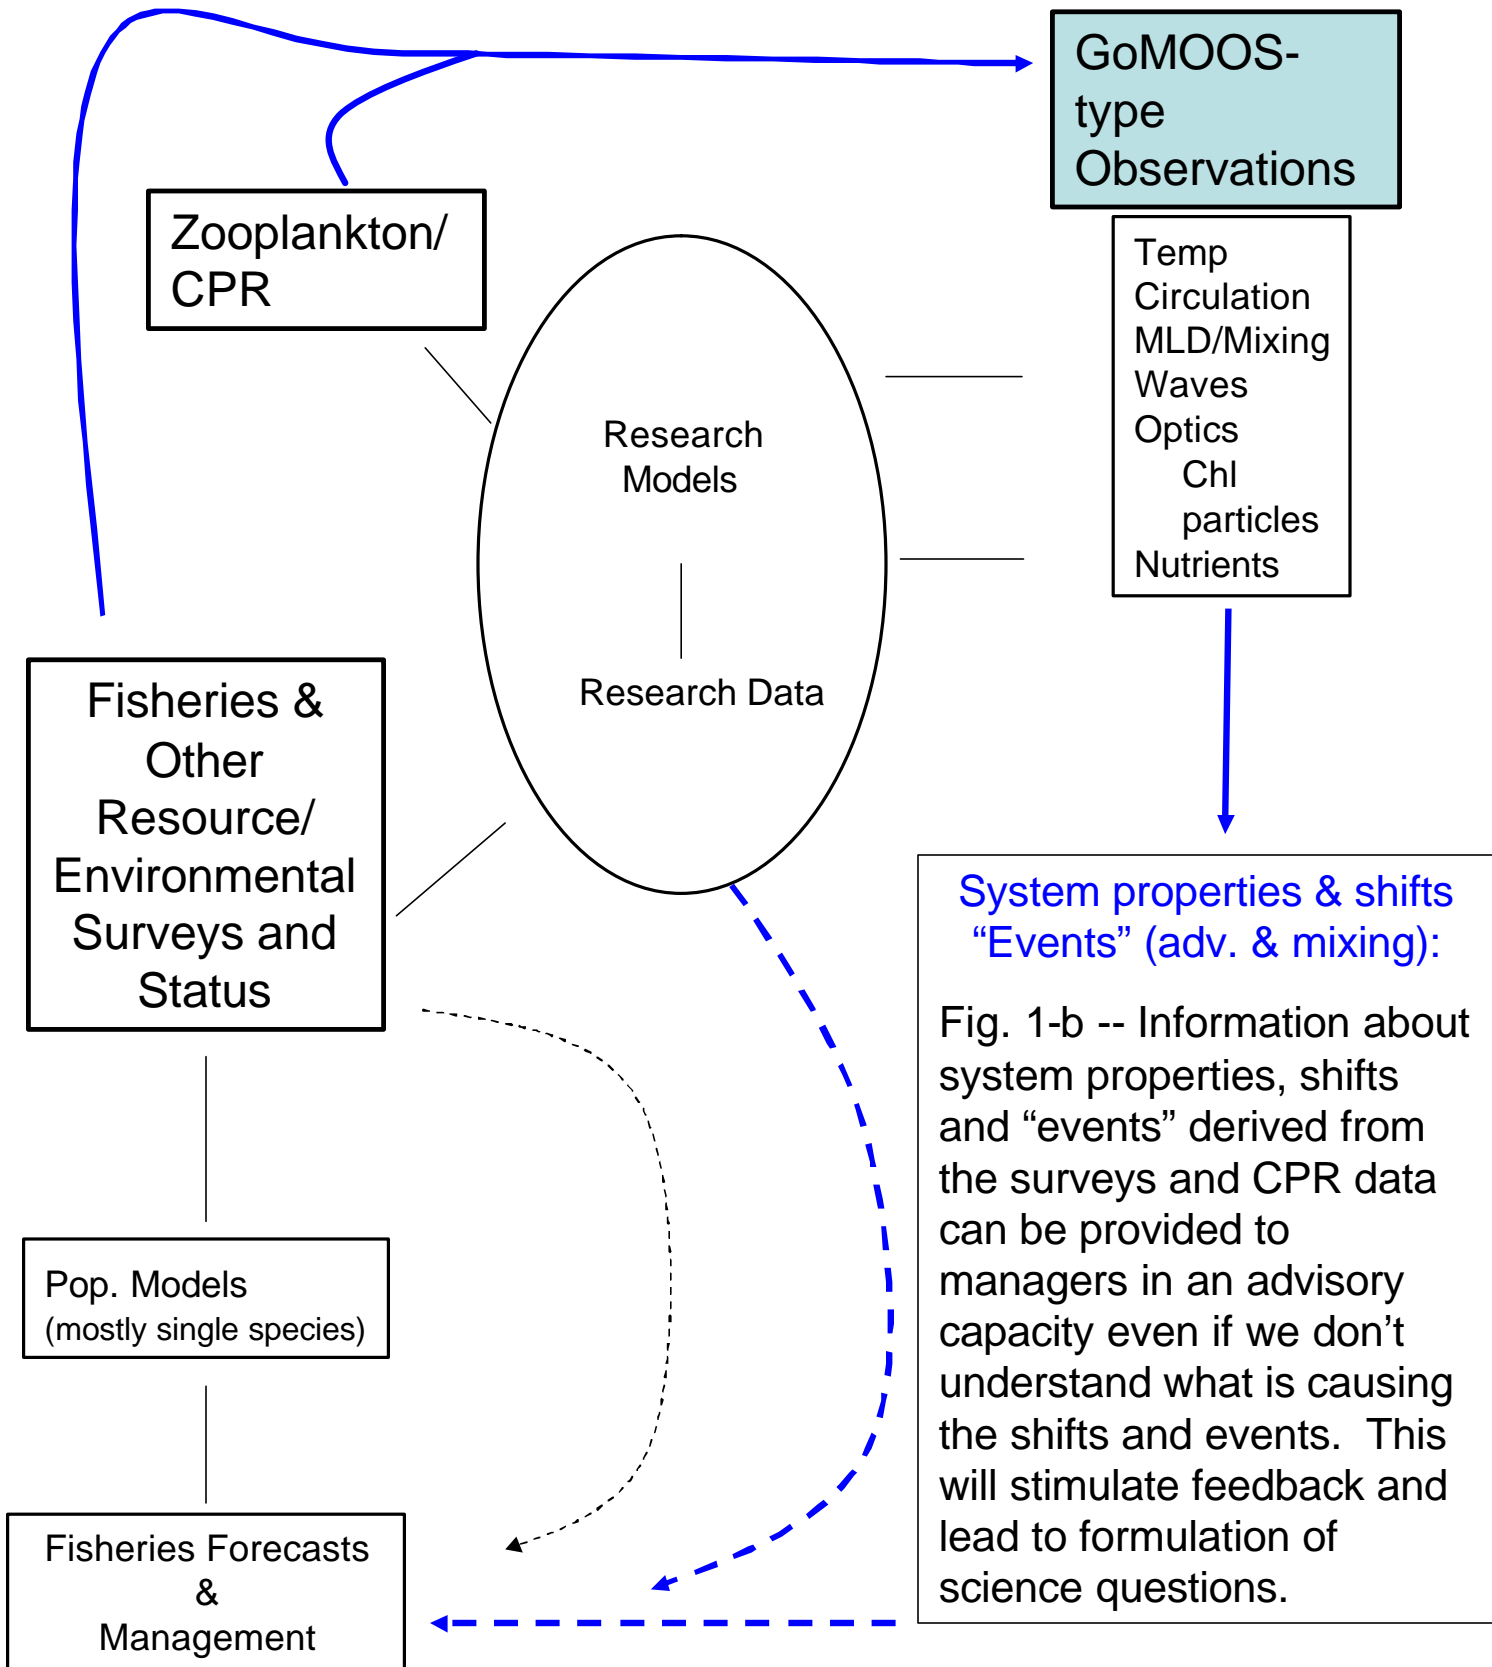 GoMOOS-
type
Observations
Zooplankton/
CPR
Temp
Circulation
MLD/Mixing
Waves
Optics
Chl
particles
Nutrients
Research
Models
Research Data
Fisheries &
Other
Resource/
Environmental
Surveys and
Status
System properties & shifts
“Events” (adv. & mixing):
Fig. 1-b -- Information about
system properties, shifts
and “events” derived from
the surveys and CPR data
can be provided to
managers in an advisory
capacity even if we don’t
understand what is causing
the shifts and events.  This
will stimulate feedback and
lead to formulation of
science questions.
Pop. Models
(mostly single species)
Fisheries Forecasts
&
Management